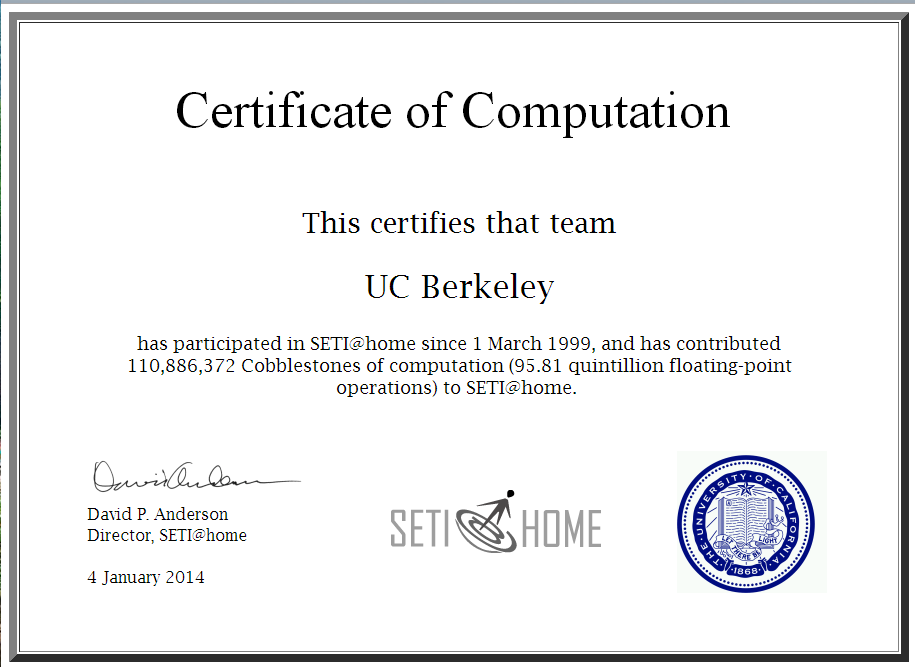 Certificate of Computation
This certifies that team
UC Berkeley
has participated in SETI@home since 1 March 1999, and has contributed
110,886,372 Cobblestones of computation (95.81 quintillion floating-point
operations) to SETI@home.
David Anderson
David P. Anderson
Director, SETI@home
4 January 2014
SETI HOME
THE·UNIVERSITY·OF·CALIFORNIA
LET THERE BE LIGHT
·1868·